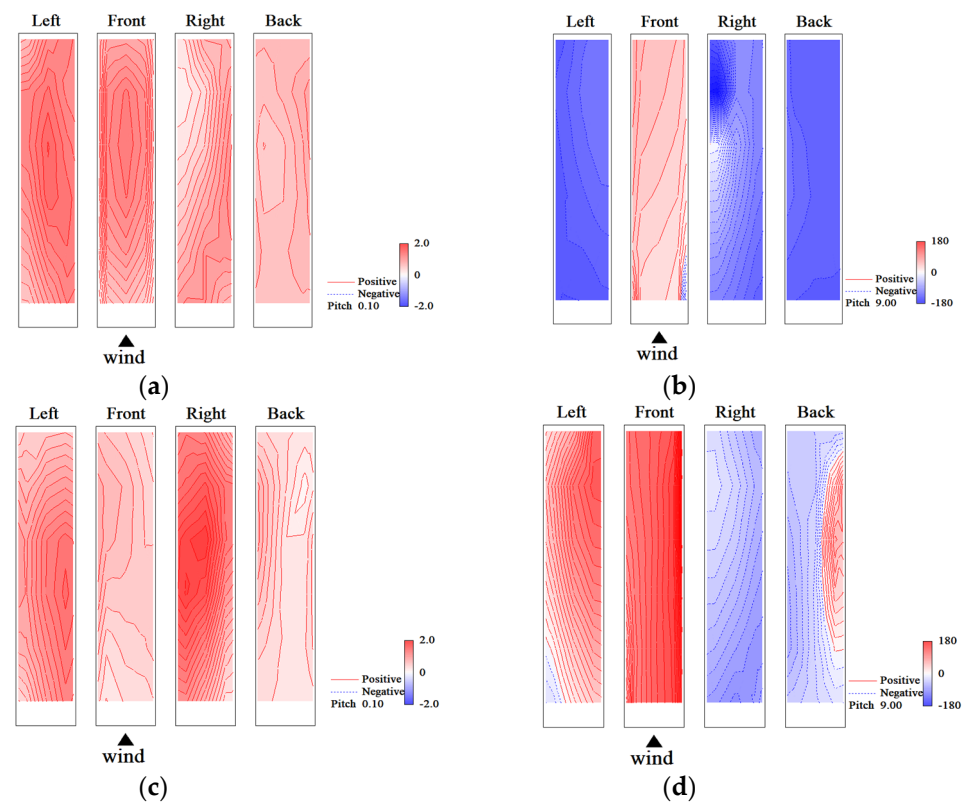 Left Front Right Back
2.0
0
-2.0
Positive
Negative
Pitch 0.10
wind
(a)
Left Front Right Back
180
0
-180
Positive
Negative
Pitch 9.00
wind
(b)
Left Front Right Back
2.0
0
-2.0
Positive
Negative
Pitch 0.10
wind
(c)
Left Front Right Back
180
0
-180
Positive
Negative
Pitch 9.00
wind
(d)